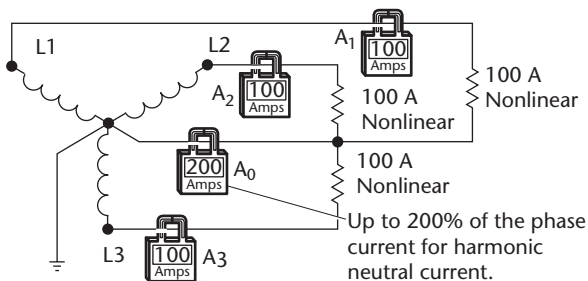 L1
L2
A1
100
Amps
100 A
Nonlinear
A2
100
Amps
100 A
Nonlinear
200
Amps
A0
100 A
Nonlinear
Up to 200% of the phase
current for harmonic
neutral current.
L3
100
Amps
A3